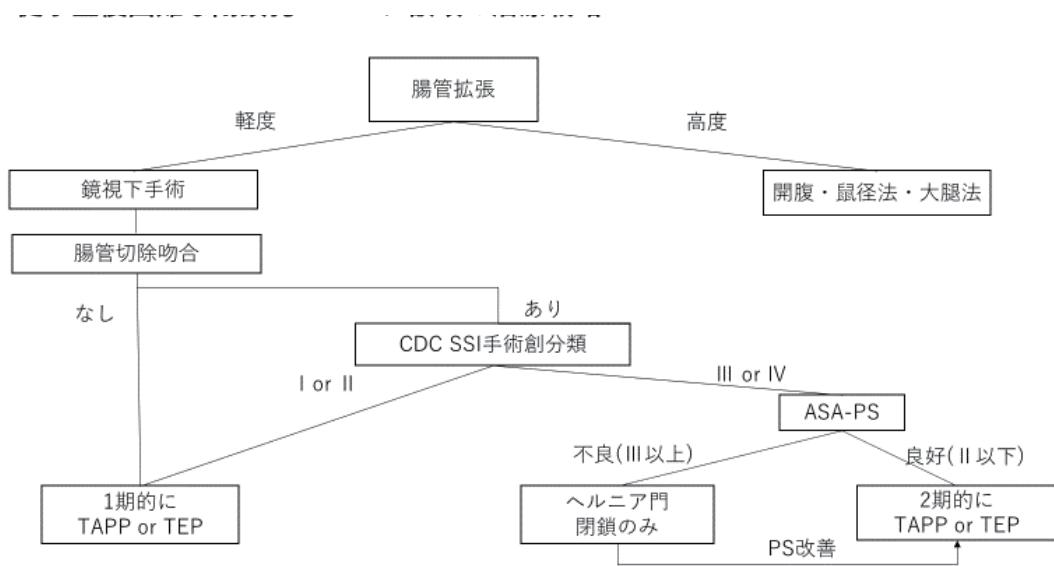 腸管拡張
軽度
高度
鏡視下手術
開腹・鼠径法・大腿法
腸管切除吻合
なし
あり
CDC SSI手術創分類
Ⅰ or Ⅱ
Ⅲ or Ⅳ
ASA-PS
不良(Ⅲ以上)
良好(Ⅱ以下)
1期的に
TAPP or TEP
ヘルニア門
閉鎖のみ
2期的に
TAPP or TEP
PS改善